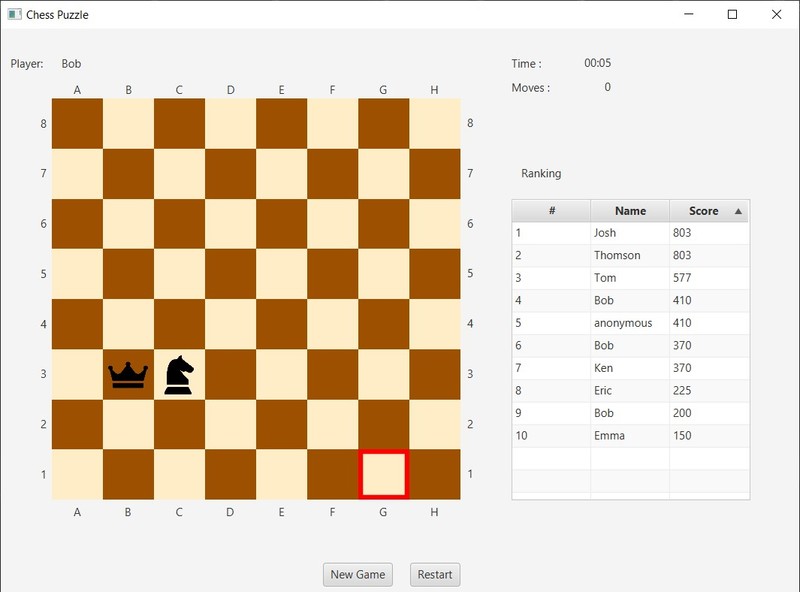 Chess Puzzle
Player: Bob
Time : 00:05
Moves : 0
A B C D E F G H
8 8
7 7
6 6
5 5
4 4
3 3
2 2
1 1
A B C D E F G H
Ranking
# Name Score
1 Josh 803
2 Thomson 803
3 Tom 577
4 Bob 410
5 anonymous 410
6 Bob 370
7 Ken 370
8 Eric 225
9 Bob 200
10 Emma 150
New Game Restart